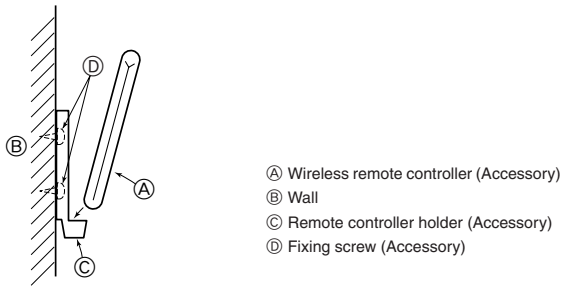 Ⓓ
Ⓑ
Ⓐ
Ⓒ
Ⓐ Wireless remote controller (Accessory)
Ⓑ Wall
Ⓒ Remote controller holder (Accessory)
Ⓓ Fixing screw (Accessory)